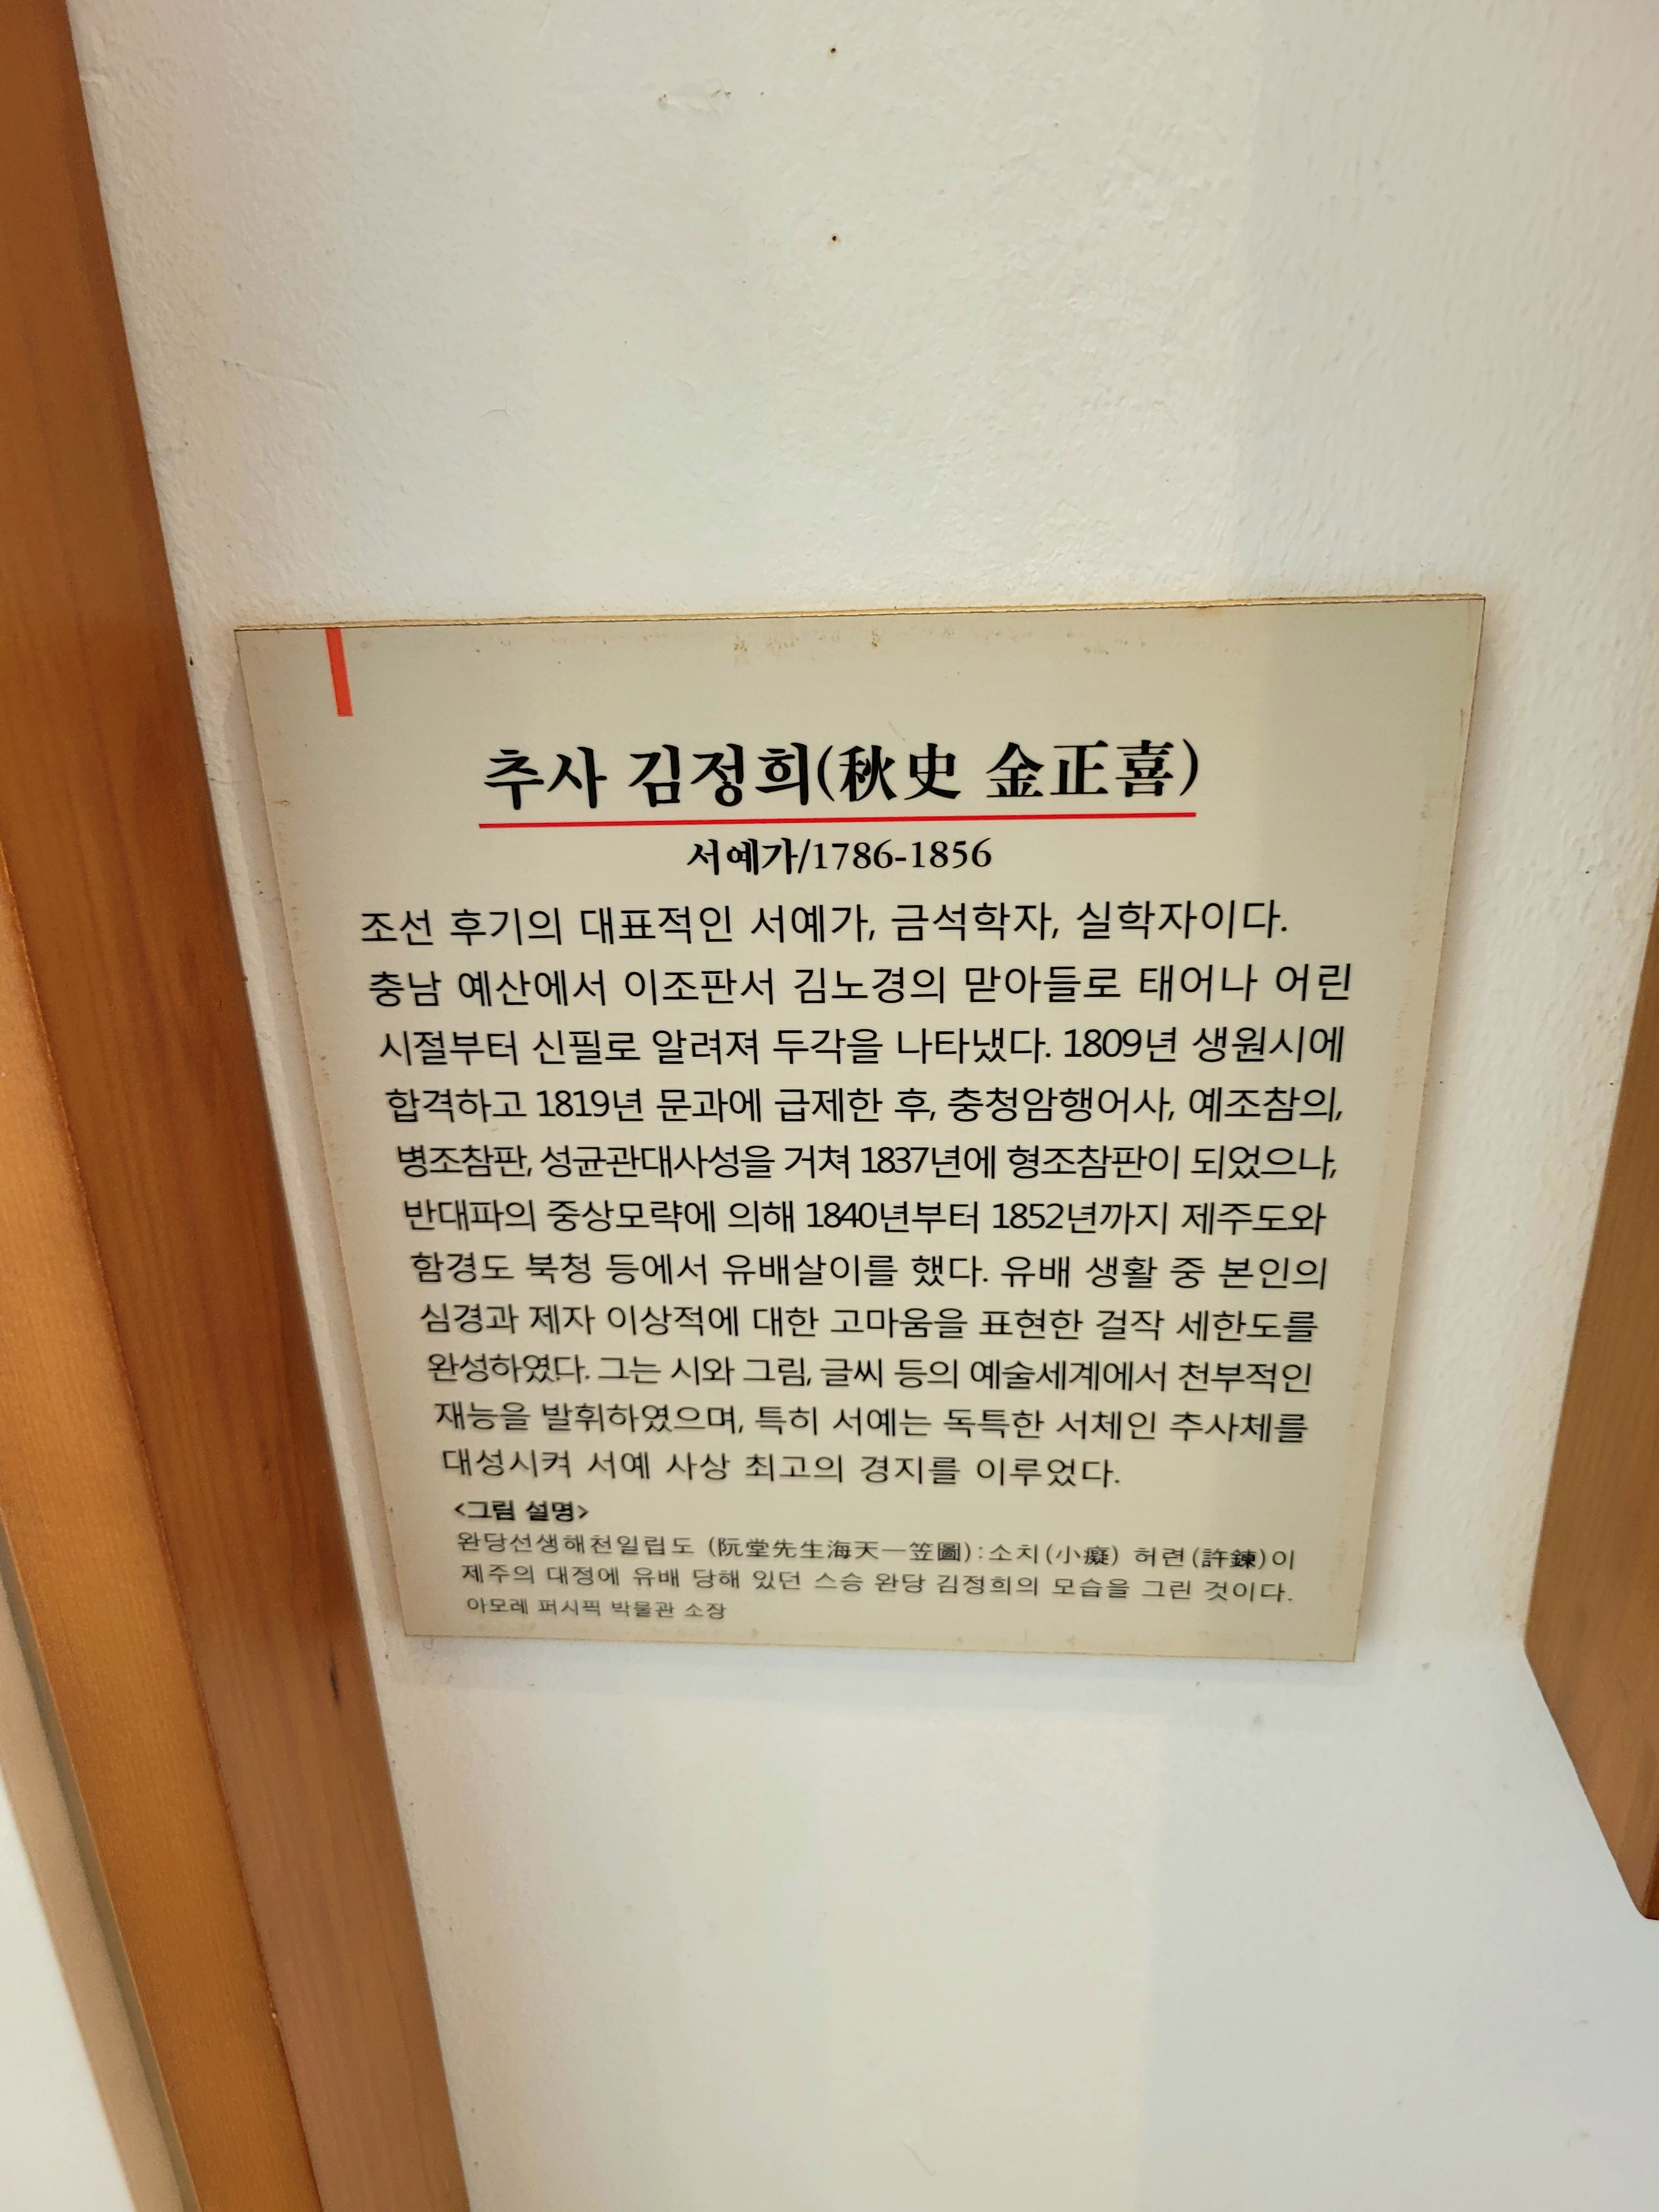 추사 김정희(秋史 金正喜)
서예가/1786-1856
조선 후기의 대표적인 서예가, 금석학자, 실학자이다.
충남 예산에서 이조판서 김노경의 맏아들로 태어나 어린
시절부터 신필로 알려져 두각을 나타냈다. 1809년 생원시에
합격하고 1819년 문과에 급제한 후, 충청암행어사, 예조참의,
병조참판, 성균관대사성을 거쳐 1837년에 형조참판이 되었으나,
반대파의 중상모략에 의해 1840년부터 1852년까지 제주도와
함경도 북청 등에서 유배살이를 했다. 유배 생활 중 본인의
심경과 제자 이상적에 대한 고마움을 표현한 걸작 세한도를
완성하였다. 그는 시와 그림, 글씨 등의 예술세계에서 천부적인
재능을 발휘하였으며, 특히 서예는 독특한 서체인 추사체를
대성시켜 서예 사상 최고의 경지를 이루었다.
<그림 설명>
완당선생해천일립도 (阮堂先生海天一笠圖):소치(小癡) 허련(許鍊)이
제주의 대정에 유배 당해 있던 스승 완당 김정희의 모습을 그린 것이다.
아모레 퍼시픽 박물관 소장